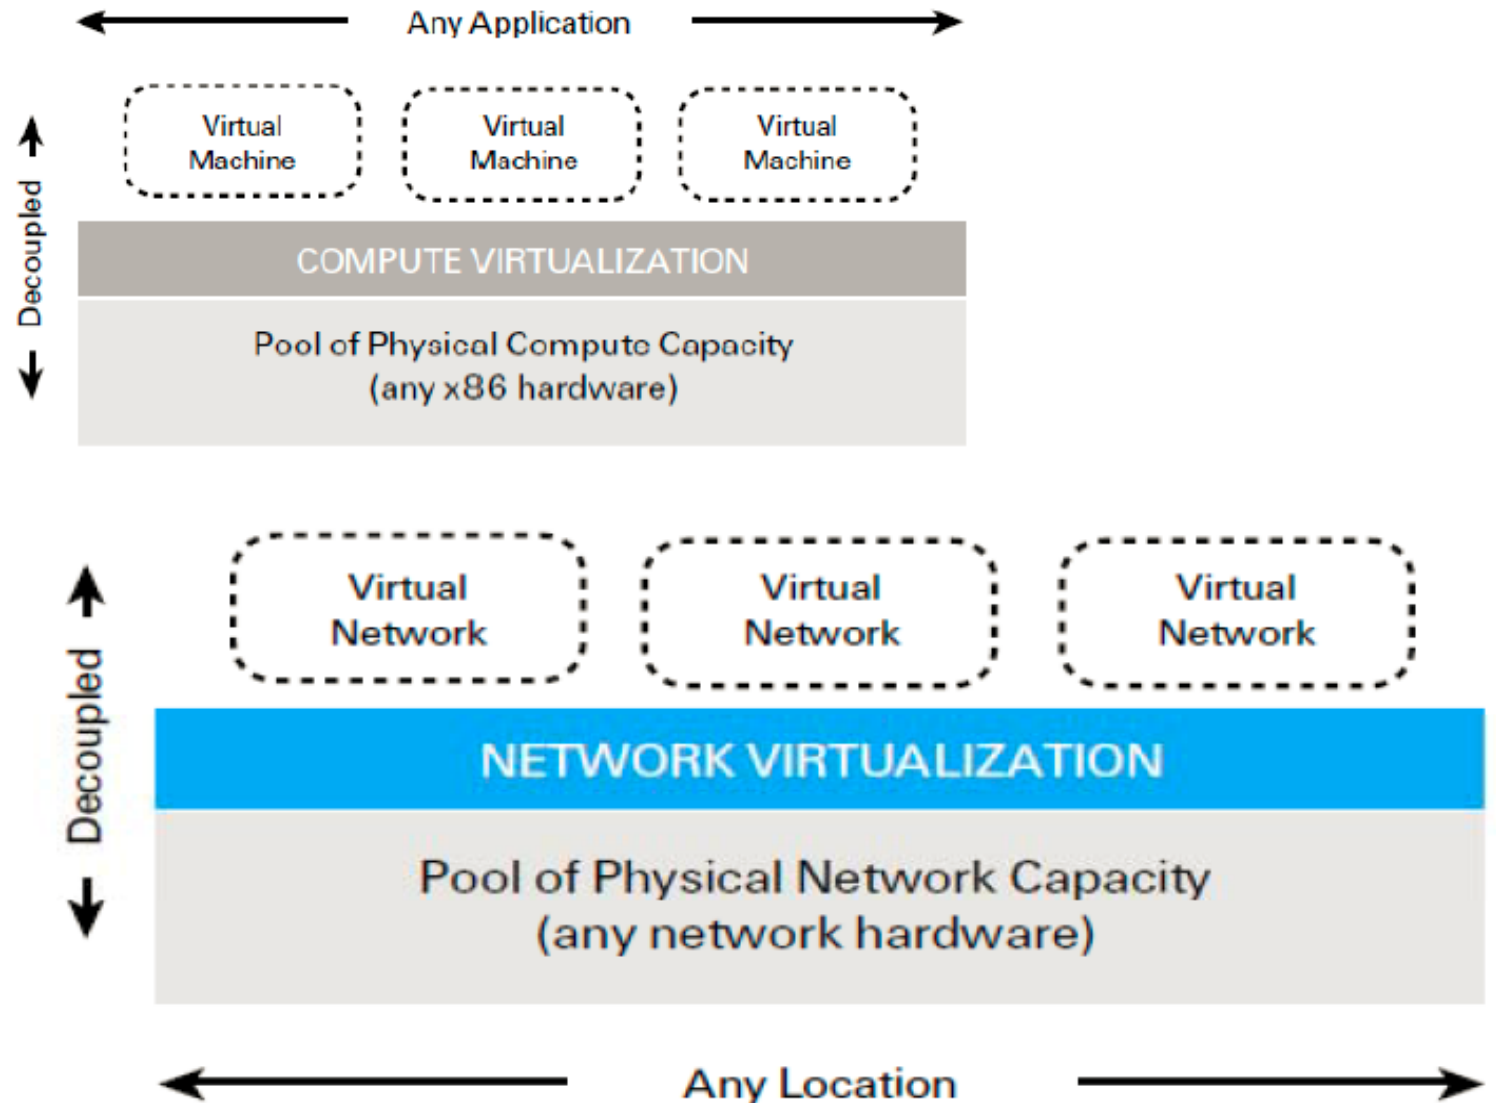 Any Application
Virtual
Machine
Virtual
Machine
Virtual
Machine
Decoupled
COMPUTE VIRTUALIZATION
Pool of Physical Compute Capacity
(any x86 hardware)
Virtual
Network
Virtual
Network
Virtual
Network
Decoupled
NETWORK VIRTUALIZATION
Pool of Physical Network Capacity
(any network hardware)
Any Location